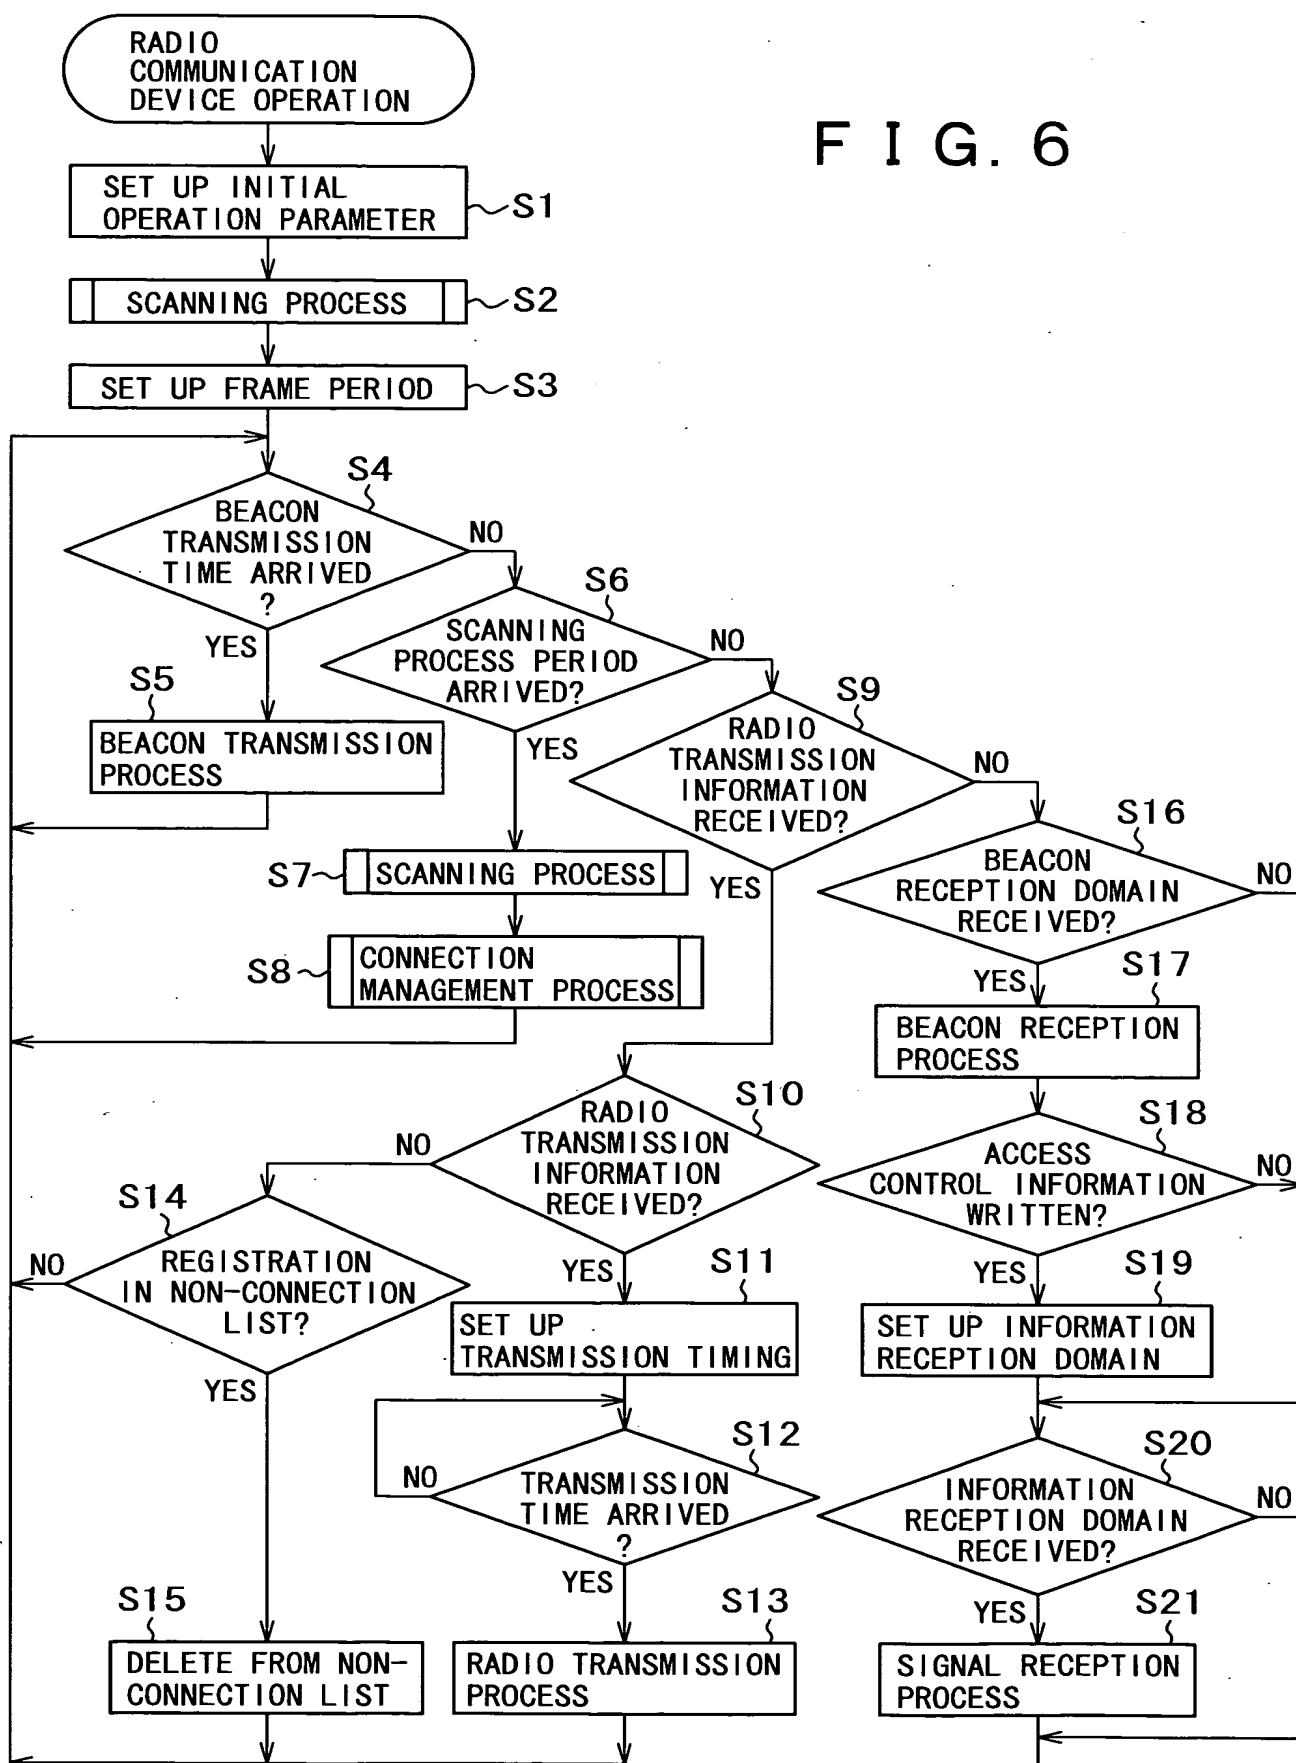 RADIO
COMMUNICATION
DEVICE OPERATION
FIG. 6
SET UP INITIAL
OPERATION PARAMETER
S1
SCANNING PROCESS
S2
SET UP FRAME PERIOD
S3
S4
BEACON
TRANSMISSION
TIME ARRIVED
?
NO
YES
S5
BEACON TRANSMISSION
PROCESS
S6
SCANNING
PROCESS PERIOD
ARRIVED?
NO
YES
S7
SCANNING PROCESS
S8
CONNECTION
MANAGEMENT PROCESS
S9
RADIO
TRANSMISSION
INFORMATION
RECEIVED?
NO
YES
S16
BEACON
RECEPTION DOMAIN
RECEIVED?
NO
YES
S17
BEACON RECEPTION
PROCESS
S10
RADIO
TRANSMISSION
INFORMATION
RECEIVED?
NO
YES
S18
ACCESS
CONTROL INFORMATION
WRITTEN?
NO
YES
S14
REGISTRATION
IN NON-CONNECTION
LIST?
NO
YES
S11
SET UP
TRANSMISSION TIMING
S19
SET UP INFORMATION
RECEPTION DOMAIN
S12
TRANSMISSION
TIME ARRIVED
?
NO
YES
S20
INFORMATION
RECEPTION DOMAIN
RECEIVED?
NO
YES
S15
DELETE FROM NON-
CONNECTION LIST
S13
RADIO TRANSMISSION
PROCESS
S21
SIGNAL RECEPTION
PROCESS